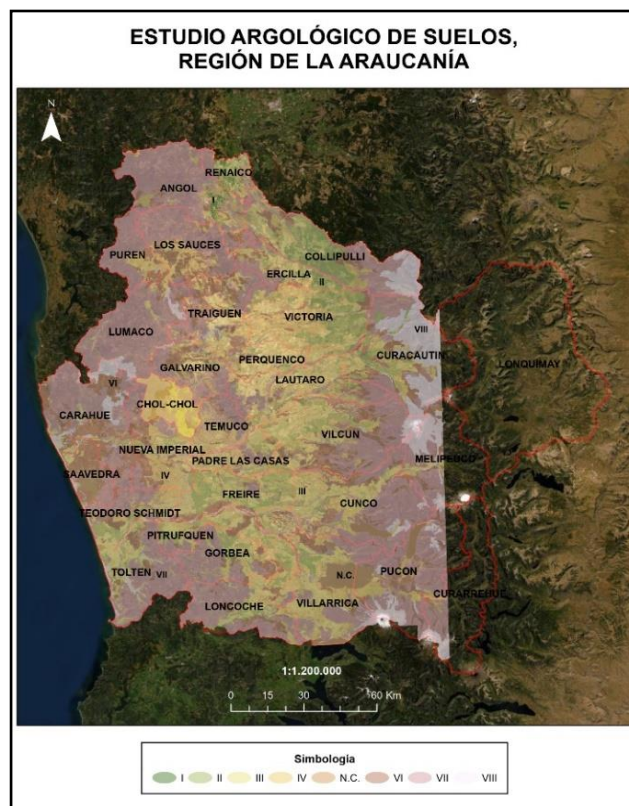 ESTUDIO ARGOLÓGICO DE SUELOS,
REGIÓN DE LA ARAUCANÍA
N
RENAICO
ANGOL
I
LOS SAUCES
PUREN
COLLIPULLI
ERCILLA
II
TRAIGUEN
VICTORIA
LUMACO
VIII
CURACAUTIN
PERQUENCO
LONQUIMAY
GALVARINO
LAUTARO
VI
CHOL-CHOL
CARAHUE
TEMUCO
VILCUN
NUEVA IMPERIAL
MELIPEUCO
PADRE LAS CASAS
SAAVEDRA
IV
FREIRE
III
CUNCO
TEODORO SCHMIDT
PITRUFQUEN
GORBEA
TOLTEN
VII
N.C.
PUCON
CURARREHUE
LONCOCHE
VILLARRICA
1:1.200.000
0 15 30 60 Km
Simbología
I II III IV N.C. VI VII VIII